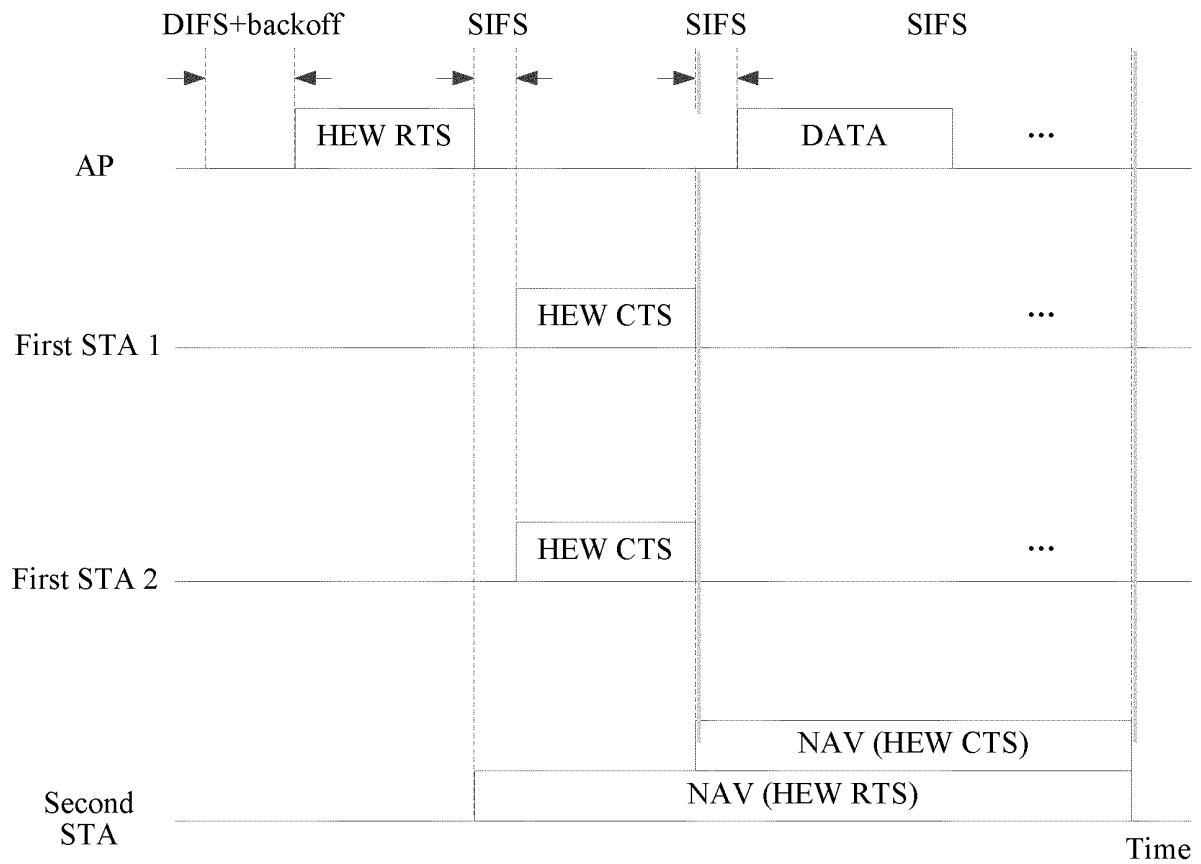 DIFS+backoff SIFS SIFS SIFS
HEW RTS DATA ...
AP
HEW CTS ...
First STA 1
HEW CTS ...
First STA 2
NAV (HEW CTS)
NAV (HEW RTS)
Second
STA
Time